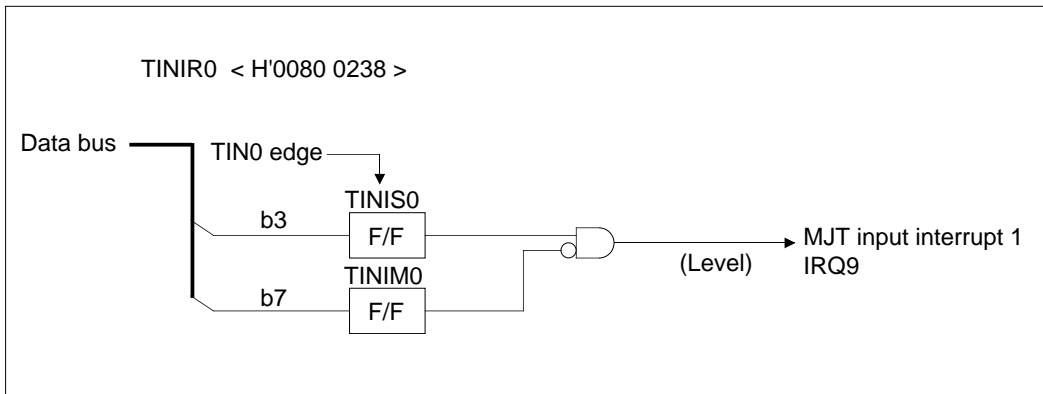 TINIR0 < H'0080 0238 >
Data bus
TIN0 edge
TINIS0
b3
F/F
TINIM0
b7
F/F
(Level)
MJT input interrupt 1
IRQ9